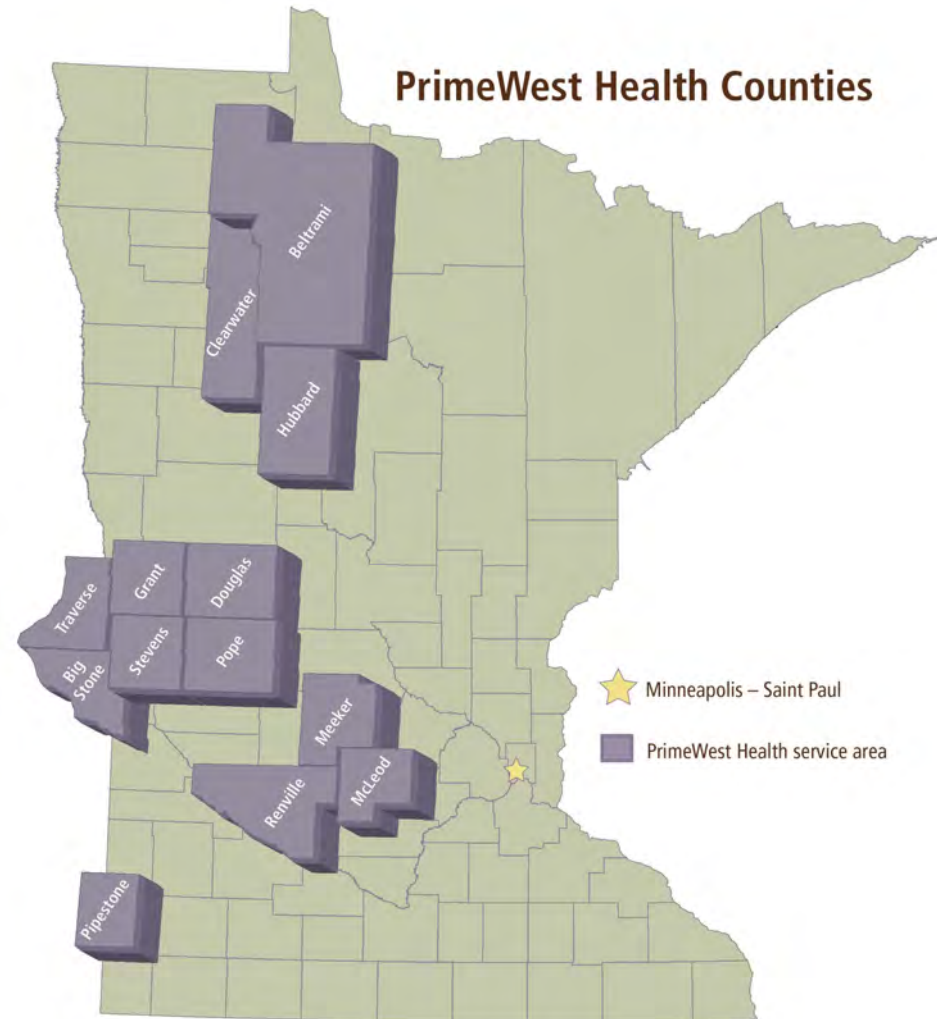 PrimeWest Health Counties
Beltrami
Clearwater
Hubbard
Traverse
Grant
Douglas
Big
Stone
Stevens
Pope
Meeker
Renville
McLeod
Pipestone
Minneapolis – Saint Paul
PrimeWest Health service area